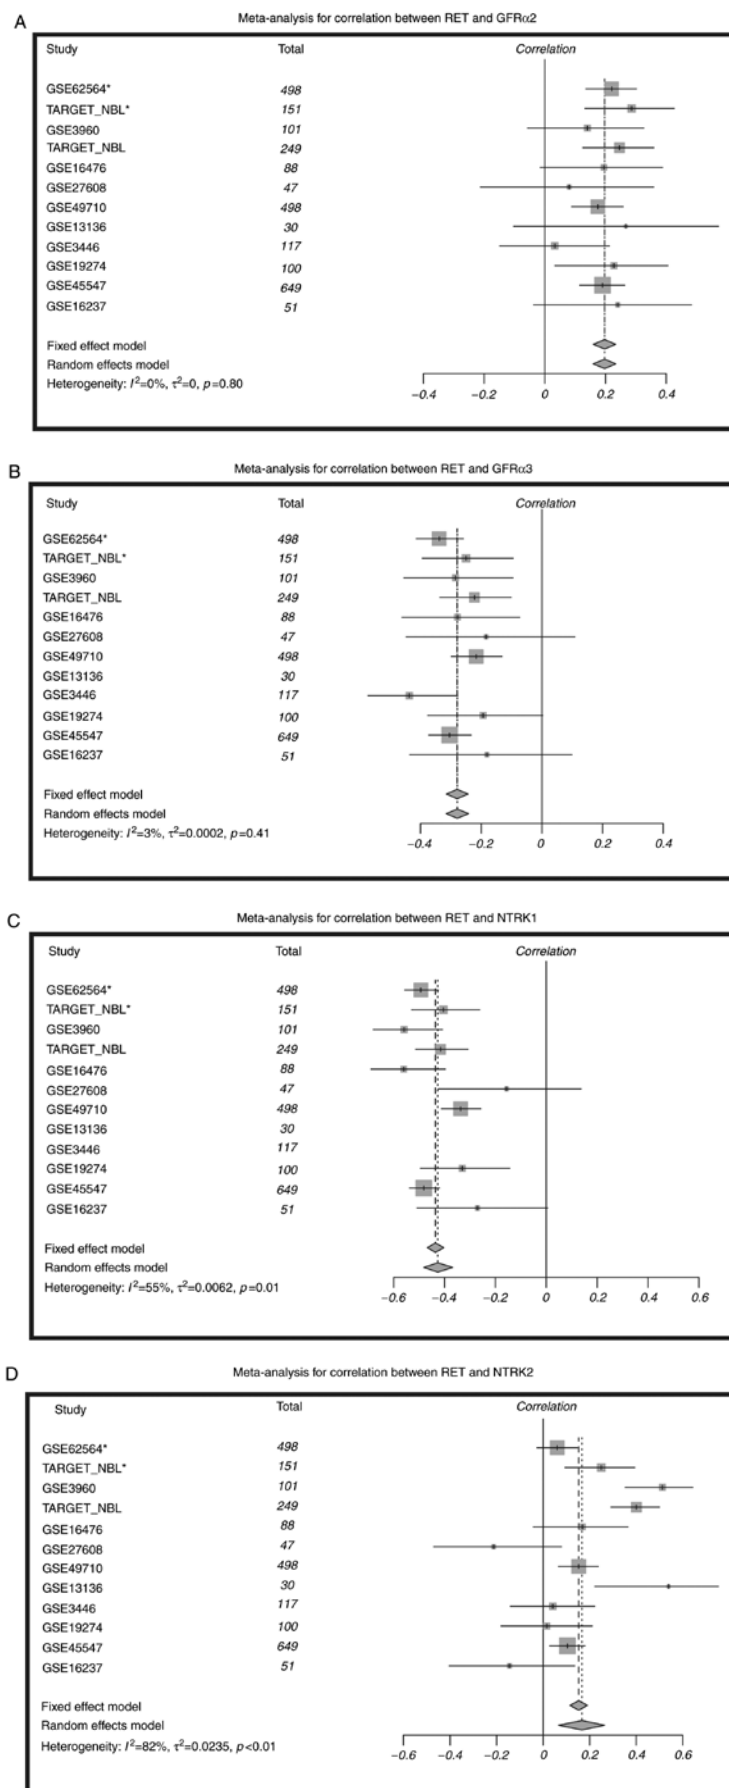 A
Meta-analysis for correlation between RET and GFRα2
Study Total Correlation
GSE62564* 498
TARGET_NBL* 151
GSE3960 101
TARGET_NBL 249
GSE16476 88
GSE27608 47
GSE49710 498
GSE13136 30
GSE3446 117
GSE19274 100
GSE45547 649
GSE16237 51
Fixed effect model
Random effects model
Heterogeneity: I²=0%, τ²=0, p=0.80
−0.4 −0.2 0 0.2 0.4
B
Meta-analysis for correlation between RET and GFRα3
Study Total Correlation
GSE62564* 498
TARGET_NBL* 151
GSE3960 101
TARGET_NBL 249
GSE16476 88
GSE27608 47
GSE49710 498
GSE13136 30
GSE3446 117
GSE19274 100
GSE45547 649
GSE16237 51
Fixed effect model
Random effects model
Heterogeneity: I²=3%, τ²=0.0002, p=0.41
−0.4 −0.2 0 0.2 0.4
C
Meta-analysis for correlation between RET and NTRK1
Study Total Correlation
GSE62564* 498
TARGET_NBL* 151
GSE3960 101
TARGET_NBL 249
GSE16476 88
GSE27608 47
GSE49710 498
GSE13136 30
GSE3446 117
GSE19274 100
GSE45547 649
GSE16237 51
Fixed effect model
Random effects model
Heterogeneity: I²=55%, τ²=0.0062, p=0.01
−0.6 −0.4 −0.2 0 0.2 0.4 0.6
D
Meta-analysis for correlation between RET and NTRK2
Study Total Correlation
GSE62564* 498
TARGET_NBL* 151
GSE3960 101
TARGET_NBL 249
GSE16476 88
GSE27608 47
GSE49710 498
GSE13136 30
GSE3446 117
GSE19274 100
GSE45547 649
GSE16237 51
Fixed effect model
Random effects model
Heterogeneity: I²=82%, τ²=0.0235, p<0.01
−0.6 −0.4 −0.2 0 0.2 0.4 0.6